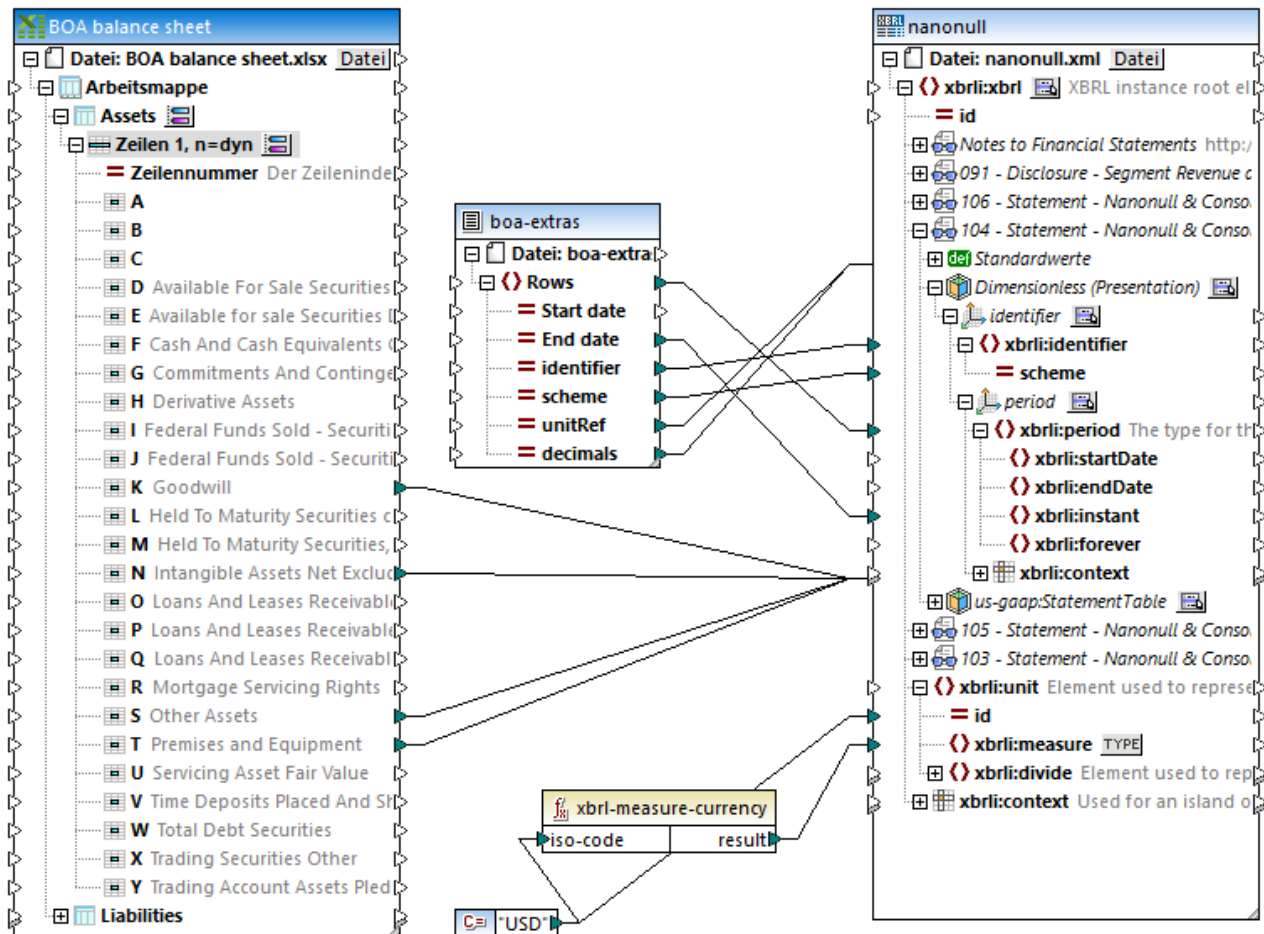 BOA balance sheet
Datei: BOA balance sheet.xlsx Datei
Arbeitsmappe
Assets
Zeilen 1, n=dyn
Zeilennummer Der Zeileninde
A
B
C
D Available For Sale Securities
E Available for sale Securities
F Cash And Cash Equivalents
G Commitments And Continge
H Derivative Assets
I Federal Funds Sold - Securiti
J Federal Funds Sold - Securiti
K Goodwill
L Held To Maturity Securities c
M Held To Maturity Securities,
N Intangible Assets Net Exclud
O Loans And Leases Receivable
P Loans And Leases Receivable
Q Loans And Leases Receivabl
R Mortgage Servicing Rights
S Other Assets
T Premises and Equipment
U Servicing Asset Fair Value
V Time Deposits Placed And Sh
W Total Debt Securities
X Trading Securities Other
Y Trading Account Assets Pled
Liabilities
boa-extras
Datei: boa-extra
Rows
Start date
End date
identifier
scheme
unitRef
decimals
xbrl-measure-currency
iso-code result
C= "USD"
XBRL nanonull
Datei: nanonull.xml Datei
xbrli:xbrl XBRL instance root el
id
Notes to Financial Statements http:/
091 - Disclosure - Segment Revenue
106 - Statement - Nanonull & Conso
104 - Statement - Nanonull & Conso
def Standardwerte
Dimensionless (Presentation)
identifier
xbrli:identifier
scheme
period
xbrli:period The type for th
xbrli:startDate
xbrli:endDate
xbrli:instant
xbrli:forever
xbrli:context
us-gaap:StatementTable
105 - Statement - Nanonull & Conso
103 - Statement - Nanonull & Conso
xbrli:unit Element used to represe
id
xbrli:measure TYPE
xbrli:divide Element used to rep
xbrli:context Used for an island o